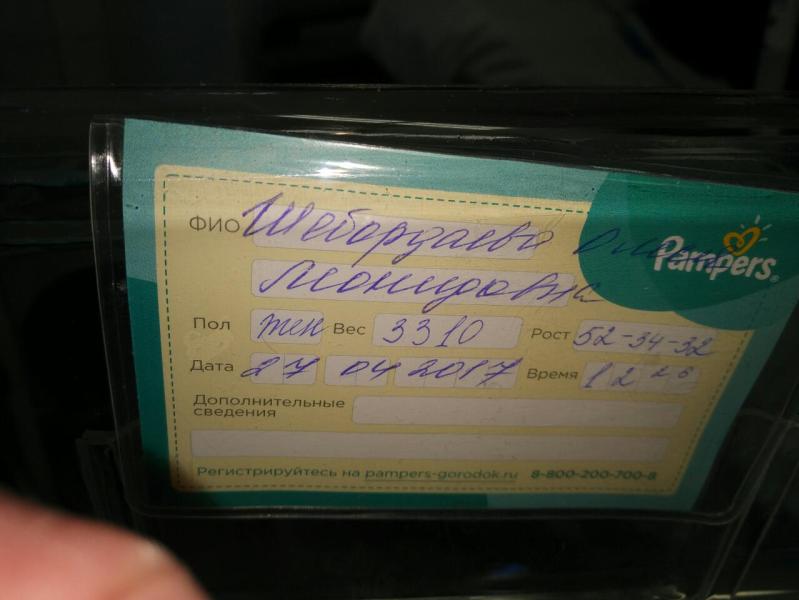 ФИО
Pampers
Леонидовна
Пол жен Вес 3310 Рост 52-34-32
Дата 27 04 2017 Время 12 26
Дополнительные
сведения
Регистрируйтесь на pampers-gorodok.ru 8-800-200-700-8